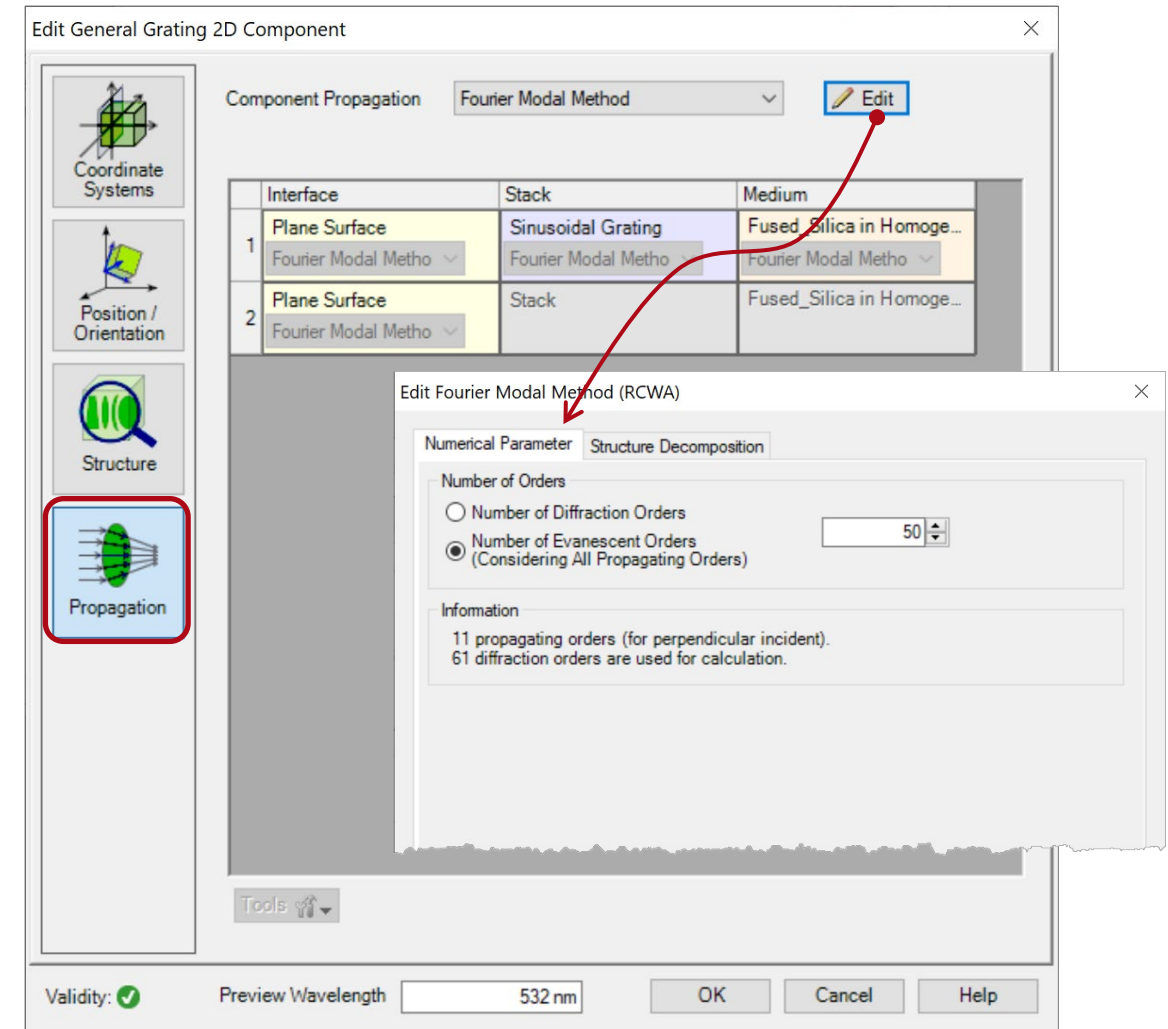 Edit General Grating 2D Component
Component Propagation Fourier Modal Method Edit
Coordinate
Systems
Position /
Orientation
Structure
Propagation
Interface Stack Medium
1 Plane Surface Sinusoidal Grating Fused_Silica in Homoge...
Fourier Modal Metho Fourier Modal Metho Fourier Modal Metho
2 Plane Surface Stack Fused_Silica in Homoge...
Fourier Modal Metho
Edit Fourier Modal Method (RCWA)
Numerical Parameter Structure Decomposition
Number of Orders
Number of Diffraction Orders
Number of Evanescent Orders
(Considering All Propagating Orders)
50
Information
11 propagating orders (for perpendicular incident).
61 diffraction orders are used for calculation.
Tools
Validity: Preview Wavelength 532 nm OK Cancel Help